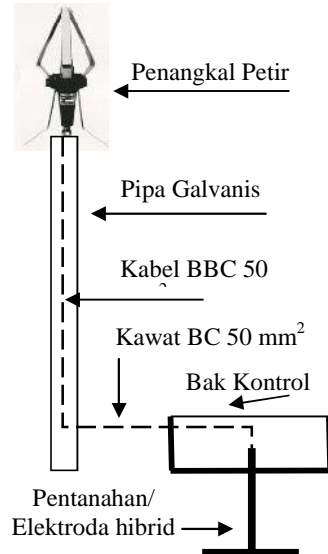 Penangkal Petir
Pipa Galvanis
Kabel BBC 50
Kawat BC 50 mm²
Bak Kontrol
Pentanahan/
Elektroda hibrid